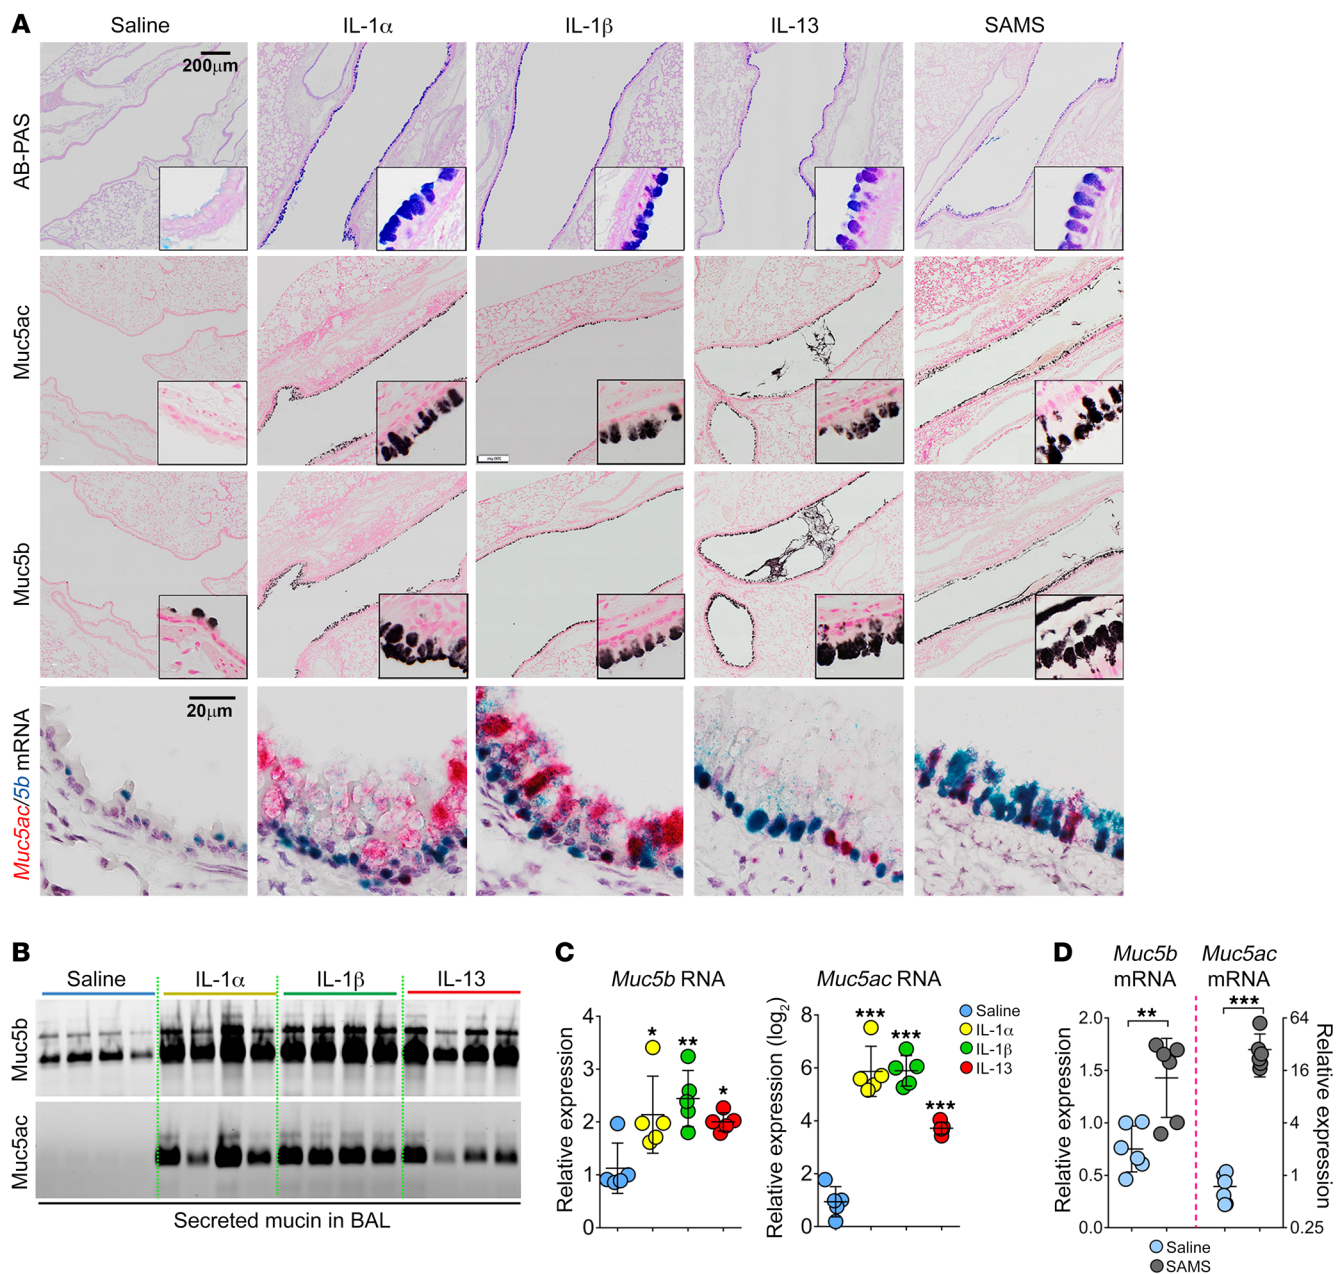 A
Saline
IL-1α
IL-1β
IL-13
SAMS
AB-PAS
200μm
Muc5ac
Muc5b
Muc5ac/5b mRNA
20μm
B
Saline
IL-1α
IL-1β
IL-13
Muc5b
Muc5ac
Secreted mucin in BAL
C
Muc5b RNA
Relative expression
4
3
2
1
0
*
**
*
Muc5ac RNA
Relative expression (log2)
8
6
4
2
0
***
***
***
Saline
IL-1α
IL-1β
IL-13
D
Muc5b mRNA
Muc5ac mRNA
Relative expression
2.0
1.5
1.0
0.5
0.0
**
***
64
16
4
1
0.25
Relative expression
Saline
SAMS